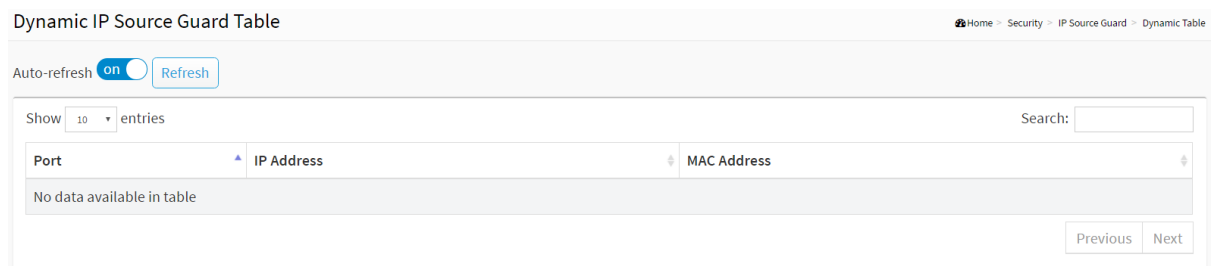 Dynamic IP Source Guard Table
Home > Security > IP Source Guard > Dynamic Table
Auto-refresh on Refresh
Show 10 entries
Search:
Port IP Address MAC Address
No data available in table
Previous Next